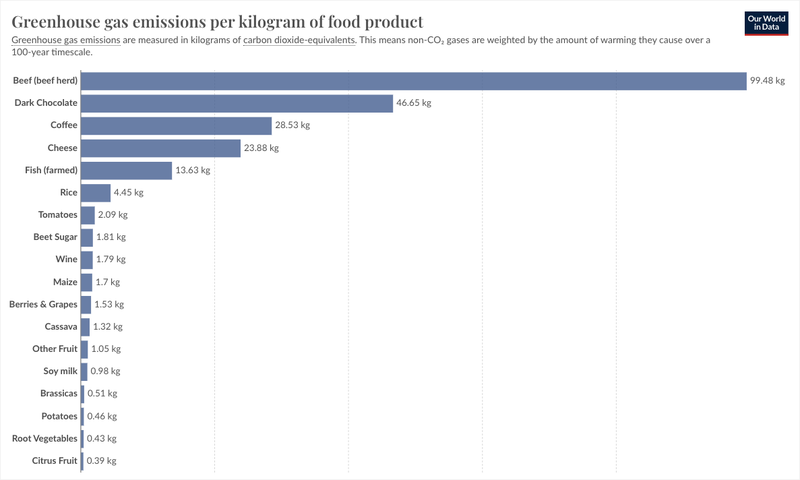 Greenhouse gas emissions per kilogram of food product
Our World
in Data
Greenhouse gas emissions are measured in kilograms of carbon dioxide-equivalents. This means non-CO₂ gases are weighted by the amount of warming they cause over a
100-year timescale.
Beef (beef herd) 99.48 kg
Dark Chocolate 46.65 kg
Coffee 28.53 kg
Cheese 23.88 kg
Fish (farmed) 13.63 kg
Rice 4.45 kg
Tomatoes 2.09 kg
Beet Sugar 1.81 kg
Wine 1.79 kg
Maize 1.7 kg
Berries & Grapes 1.53 kg
Cassava 1.32 kg
Other Fruit 1.05 kg
Soy milk 0.98 kg
Brassicas 0.51 kg
Potatoes 0.46 kg
Root Vegetables 0.43 kg
Citrus Fruit 0.39 kg